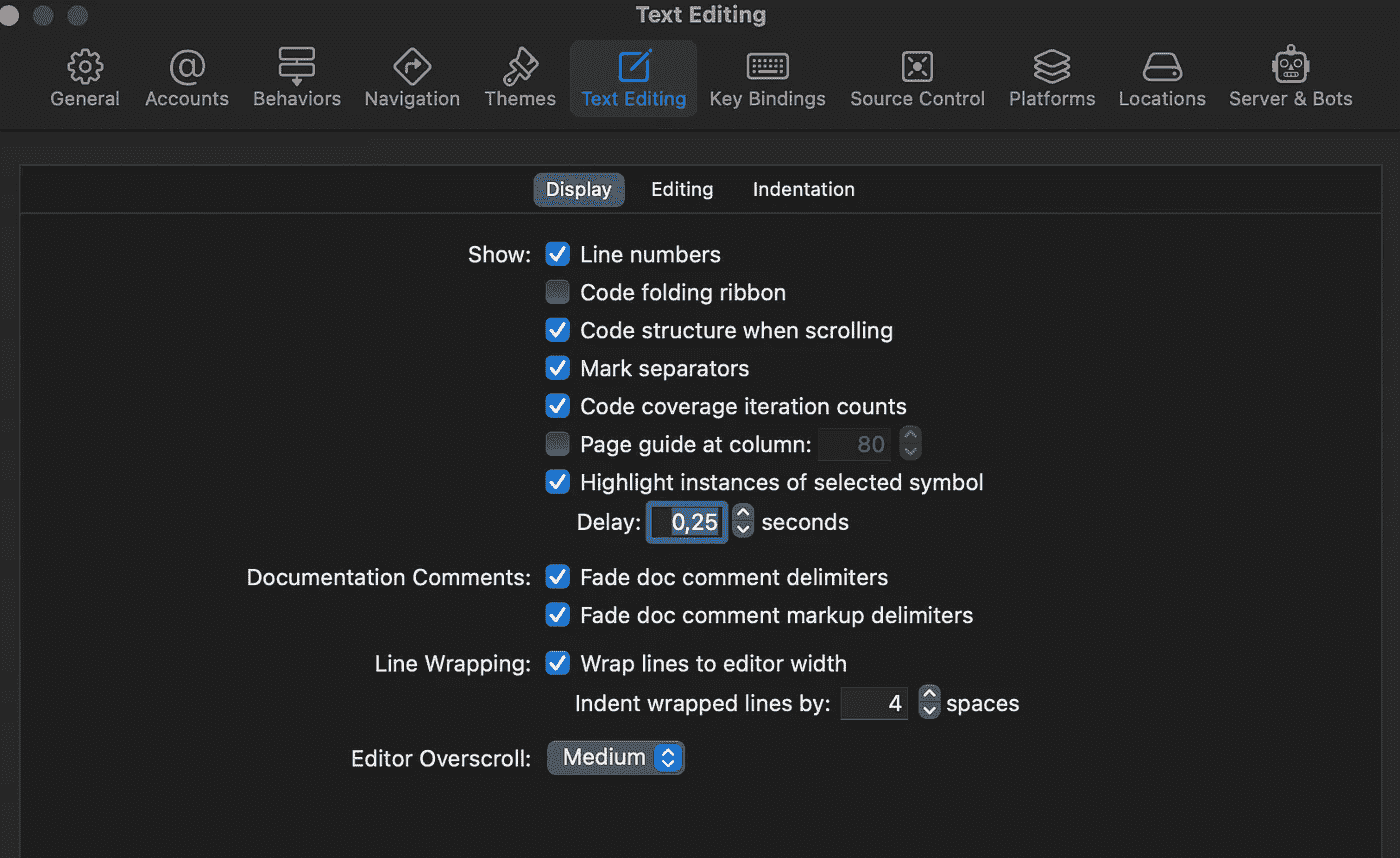 Text Editing
General Accounts Behaviors Navigation Themes Text Editing Key Bindings Source Control Platforms Locations Server & Bots
Display Editing Indentation
Show: Line numbers
Code folding ribbon
Code structure when scrolling
Mark separators
Code coverage iteration counts
Page guide at column: 80
Highlight instances of selected symbol
Delay: 0,25 seconds
Documentation Comments: Fade doc comment delimiters
Fade doc comment markup delimiters
Line Wrapping: Wrap lines to editor width
Indent wrapped lines by: 4 spaces
Editor Overscroll: Medium